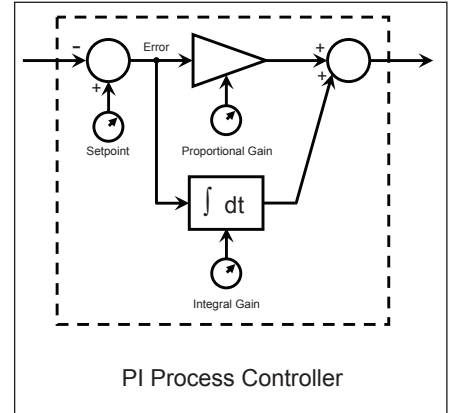 -
Error
+
+
+
Setpoint
Proportional Gain
∫ dt
Integral Gain
PI Process Controller